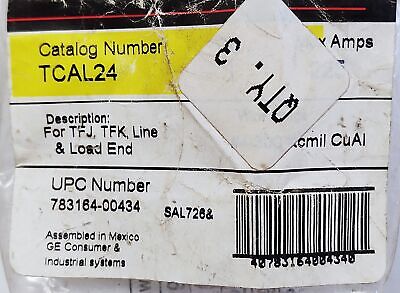 Catalog Number
TCAL24
Amps
QTY. 3
Description:
For TFJ, TFK, Line
& Load End
kcmil CuAl
UPC Number
783164-00434
SAL726&
Assembled in Mexico
GE Consumer &
Industrial systems
40783164004340